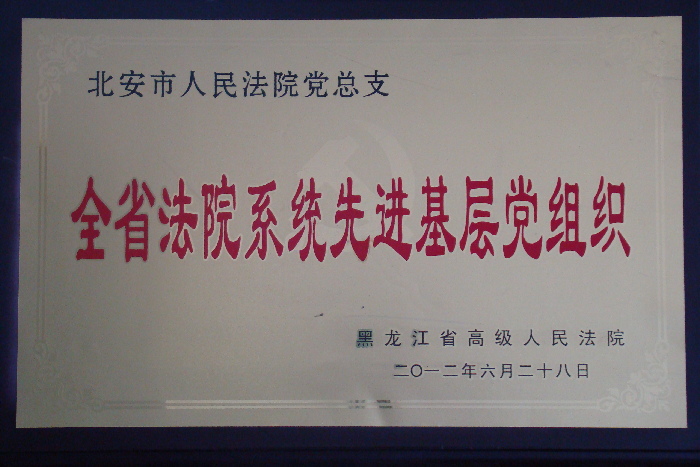 北安市人民法院党总支
全省法院系统先进基层党组织
黑龙江省高级人民法院
二〇一二年六月二十八日